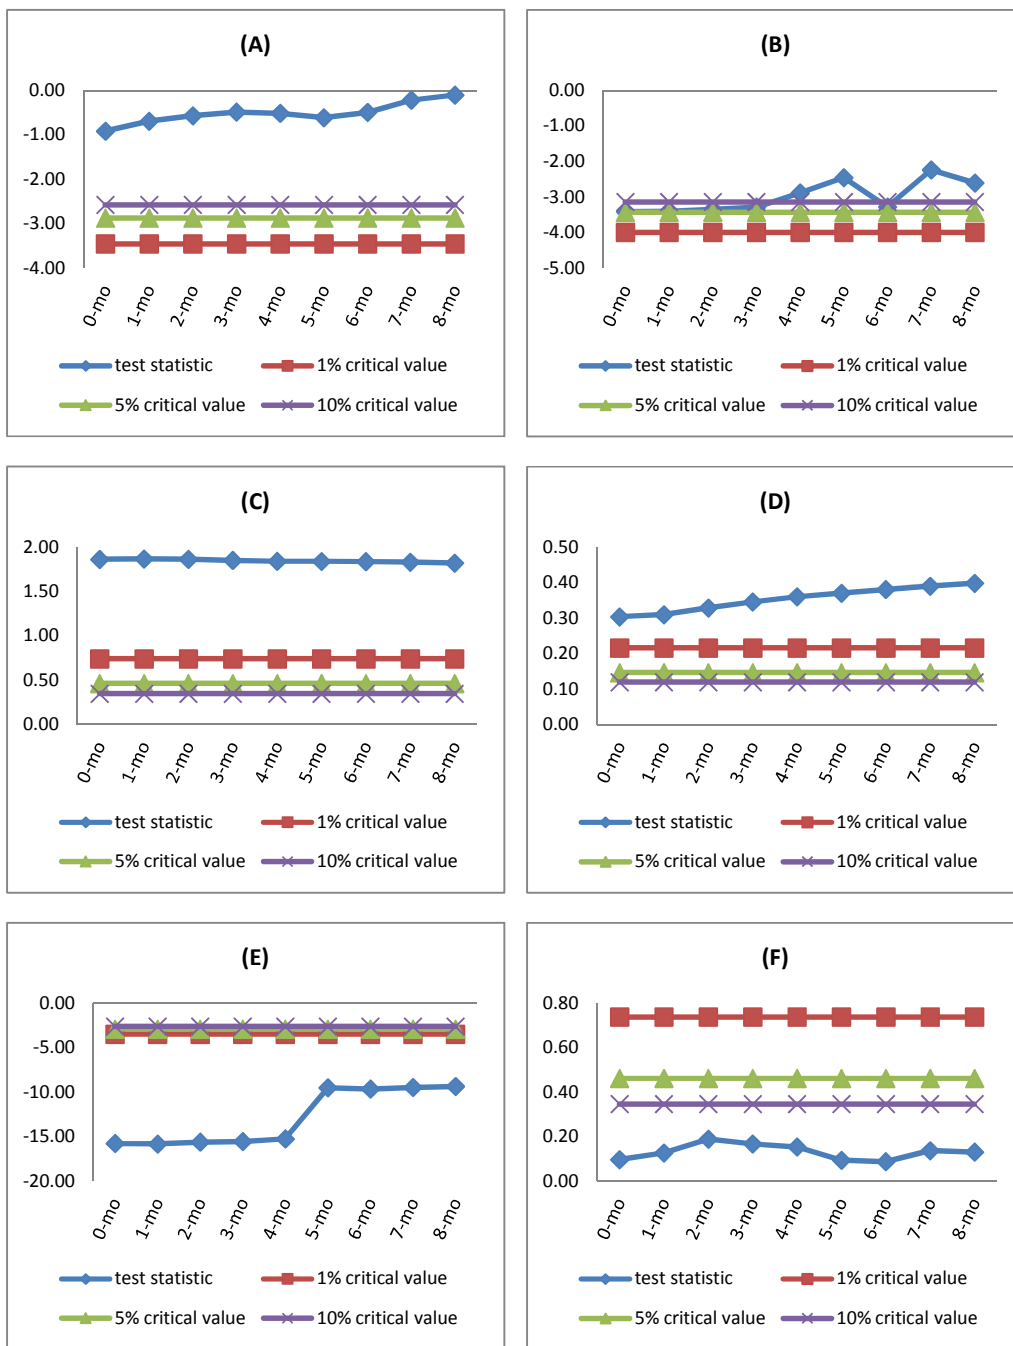 (A)
0.00
-1.00
-2.00
-3.00
-4.00
0-mo 1-mo 2-mo 3-mo 4-mo 5-mo 6-mo 7-mo 8-mo
test statistic 1% critical value
5% critical value 10% critical value
(B)
0.00
-1.00
-2.00
-3.00
-4.00
-5.00
0-mo 1-mo 2-mo 3-mo 4-mo 5-mo 6-mo 7-mo 8-mo
test statistic 1% critical value
5% critical value 10% critical value
(C)
2.00
1.50
1.00
0.50
0.00
0-mo 1-mo 2-mo 3-mo 4-mo 5-mo 6-mo 7-mo 8-mo
test statistic 1% critical value
5% critical value 10% critical value
(D)
0.50
0.40
0.30
0.20
0.10
0.00
0-mo 1-mo 2-mo 3-mo 4-mo 5-mo 6-mo 7-mo 8-mo
test statistic 1% critical value
5% critical value 10% critical value
(E)
0.00
-5.00
-10.00
-15.00
-20.00
0-mo 1-mo 2-mo 3-mo 4-mo 5-mo 6-mo 7-mo 8-mo
test statistic 1% critical value
5% critical value 10% critical value
(F)
0.80
0.60
0.40
0.20
0.00
0-mo 1-mo 2-mo 3-mo 4-mo 5-mo 6-mo 7-mo 8-mo
test statistic 1% critical value
5% critical value 10% critical value